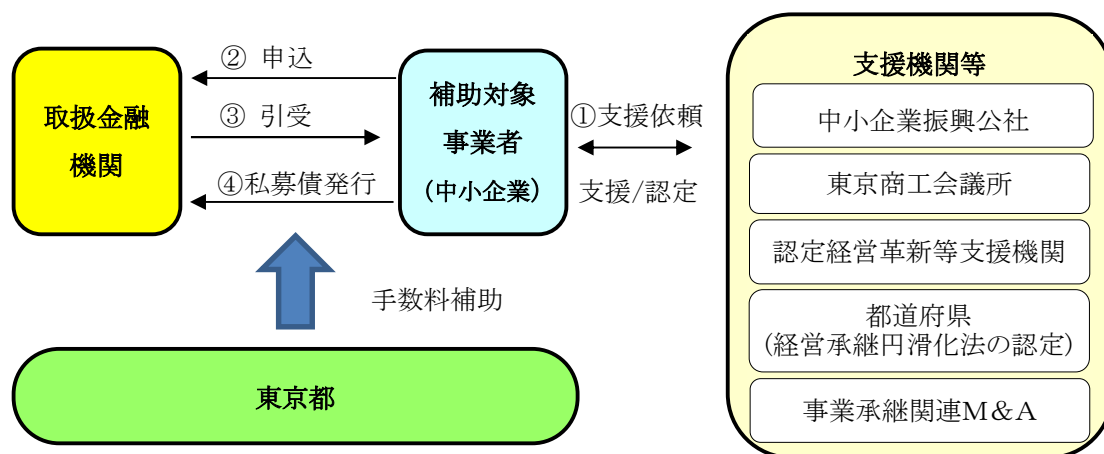 取扱金融
機関
② 申込
③ 引受
④私募債発行
補助対象
事業者
(中小企業)
①支援依頼
支援/認定
手数料補助
東京都
支援機関等
中小企業振興公社
東京商工会議所
認定経営革新等支援機関
都道府県
(経営承継円滑化法の認定)
事業承継関連M&A